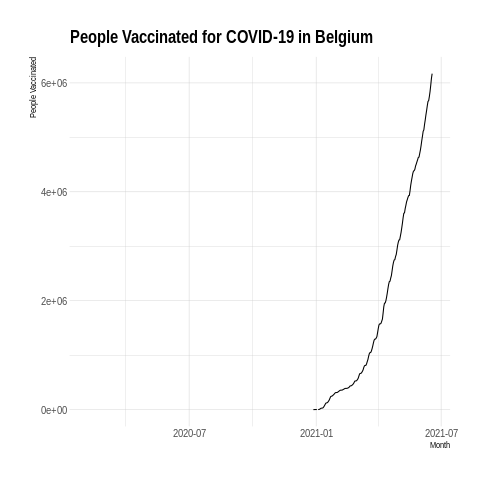 People Vaccinated for COVID-19 in Belgium
People Vaccinated
6e+06
4e+06
2e+06
0e+00
2020-07
2021-01
2021-07
Month